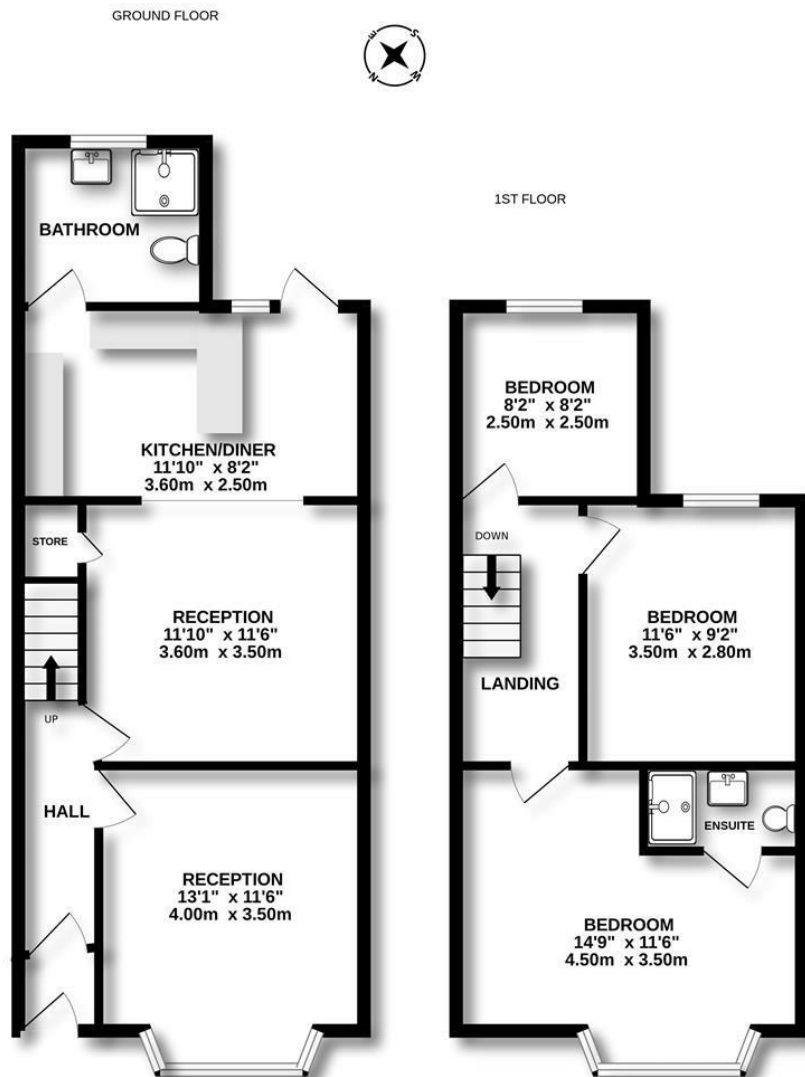 GROUND FLOOR
E
S
N
W
BATHROOM
KITCHEN/DINER
11'10" x 8'2"
3.60m x 2.50m
STORE
RECEPTION
11'10" x 11'6"
3.60m x 3.50m
UP
HALL
RECEPTION
13'1" x 11'6"
4.00m x 3.50m
1ST FLOOR
BEDROOM
8'2" x 8'2"
2.50m x 2.50m
DOWN
BEDROOM
11'6" x 9'2"
3.50m x 2.80m
LANDING
ENSUITE
BEDROOM
14'9" x 11'6"
4.50m x 3.50m